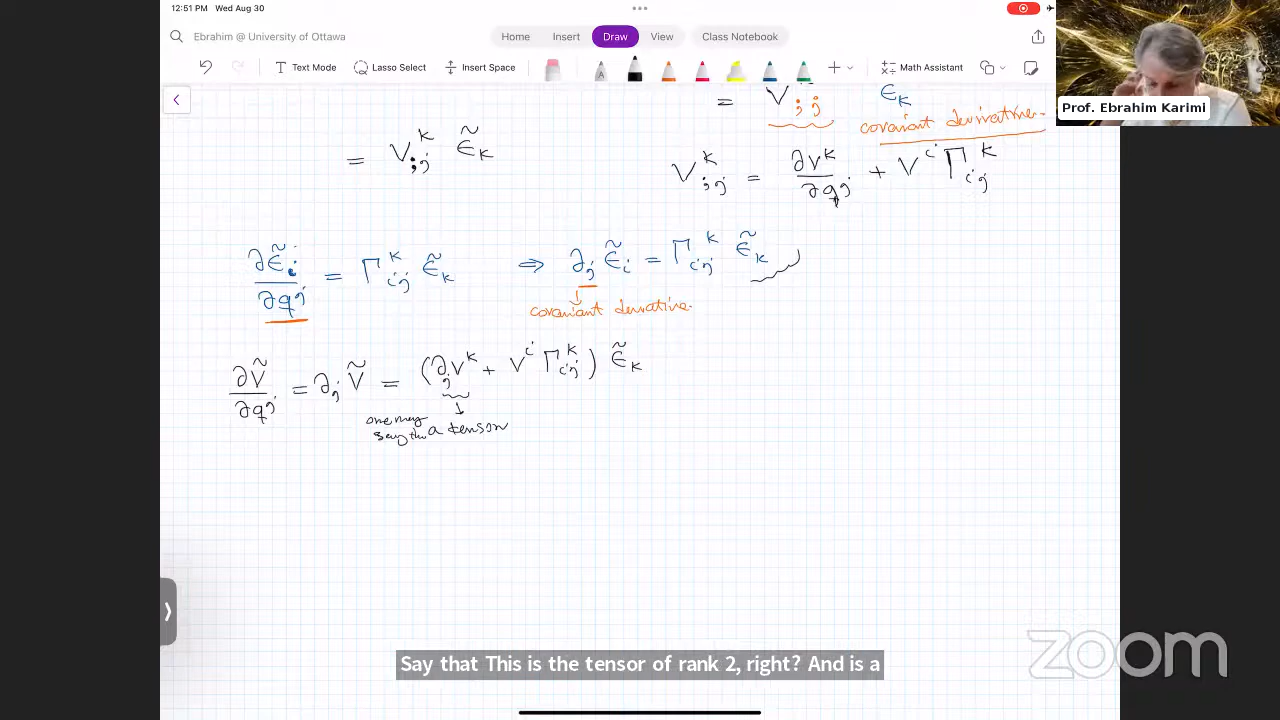 12:51 PM Wed Aug 30
Ebrahim @ University of Ottawa
Home Insert Draw View Class Notebook
Text Mode Lasso Select Insert Space Math Assistant
Prof. Ebrahim Karimi
= V^k_{;j} ϵ_k
covariant derivative
= V^k_{;j} ϵ̃_k
V^k_{;j} = ∂V^k/∂q^j + V^i Γ^k_{ij}
∂ϵ̃_i/∂q^j = Γ^k_{ij} ϵ̃_k ⇒ ∂_j ϵ̃_i = Γ^k_{ij} ϵ̃_k
covariant derivative
∂Ṽ/∂q^j = ∂_j Ṽ = (∂_j V^k + V^i Γ^k_{ij}) ϵ̃_k
one may
say this a tensor
zoom
Say that This is the tensor of rank 2, right? And is a